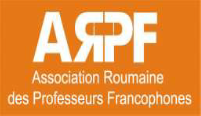 ARPF
Association Roumaine
des Professeurs Francophones